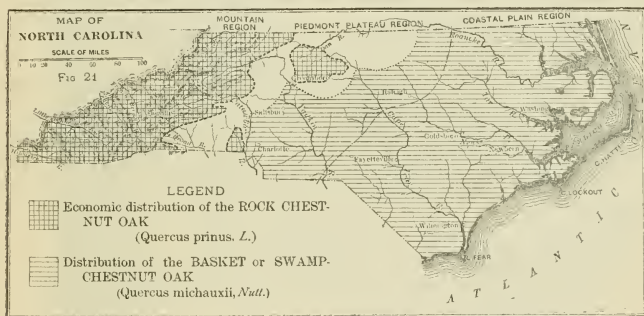 MAP OF
NORTH CAROLINA
SCALE OF MILES
FIG 21
MOUNTAIN
REGION
PIEDMONT PLATEAU REGION
COASTAL PLAIN REGION
Raleigh
Salisbury
Charlotte
Goldsboro
Newbern
Fayetteville
Wilmington
C. HATTERAS
C. LOOKOUT
C. FEAR
ATLANTIC
LEGEND
Economic distribution of the ROCK CHEST-
NUT OAK
(Quercus prinus. L.)
Distribution of the BASKET or SWAMP-
CHESTNUT OAK
(Quercus michauxii, Nutt.)